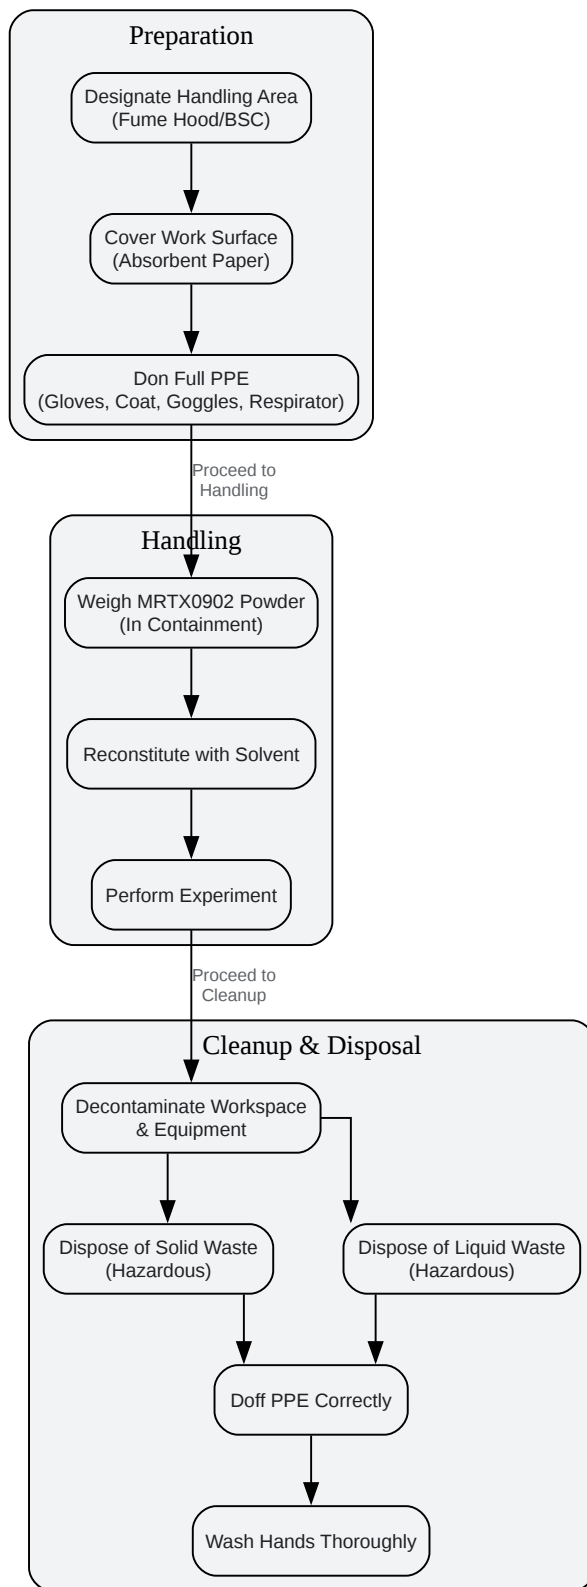 Preparation
Designate Handling Area
(Fume Hood/BSC)
Cover Work Surface
(Absorbent Paper)
Don Full PPE
(Gloves, Coat, Goggles, Respirator)
Proceed to
Handling
Handling
Weigh MRTX0902 Powder
(In Containment)
Reconstitute with Solvent
Perform Experiment
Proceed to
Cleanup
Cleanup & Disposal
Decontaminate Workspace
& Equipment
Dispose of Solid Waste
(Hazardous)
Dispose of Liquid Waste
(Hazardous)
Doff PPE Correctly
Wash Hands Thoroughly